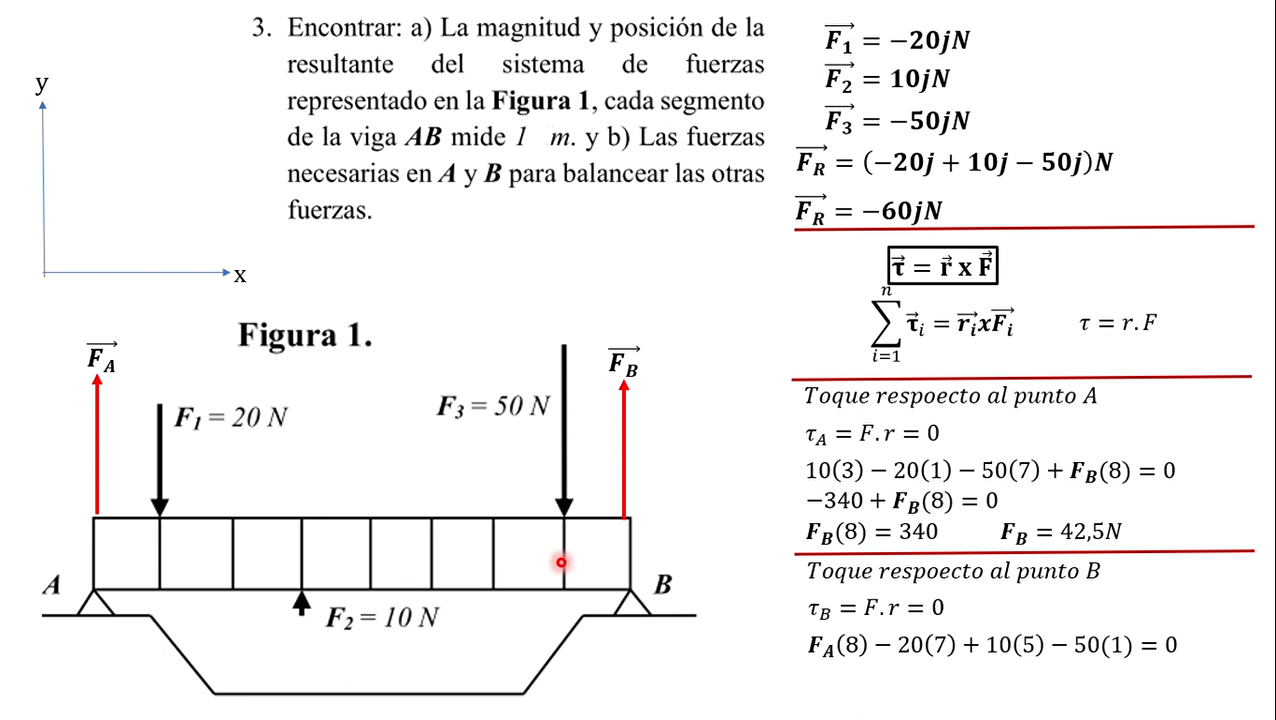 3. Encontrar: a) La magnitud y posición de la
resultante del sistema de fuerzas
representado en la Figura 1, cada segmento
de la viga AB mide 1 m. y b) Las fuerzas
necesarias en A y B para balancear las otras
fuerzas.
y
x
Figura 1.
F_A
F_B
F₁ = 20 N
F₃ = 50 N
A
B
F₂ = 10 N
F₁ = −20jN
F₂ = 10jN
F₃ = −50jN
F_R = (−20j + 10j − 50j)N
F_R = −60jN
τ⃗ = r⃗ x F⃗
n
∑ τ⃗ᵢ = r⃗ᵢxF⃗ᵢ τ = r.F
i=1
Toque respoecto al punto A
τ_A = F.r = 0
10(3) − 20(1) − 50(7) + F_B(8) = 0
−340 + F_B(8) = 0
F_B(8) = 340 F_B = 42,5N
Toque respoecto al punto B
τ_B = F.r = 0
F_A(8) − 20(7) + 10(5) − 50(1) = 0